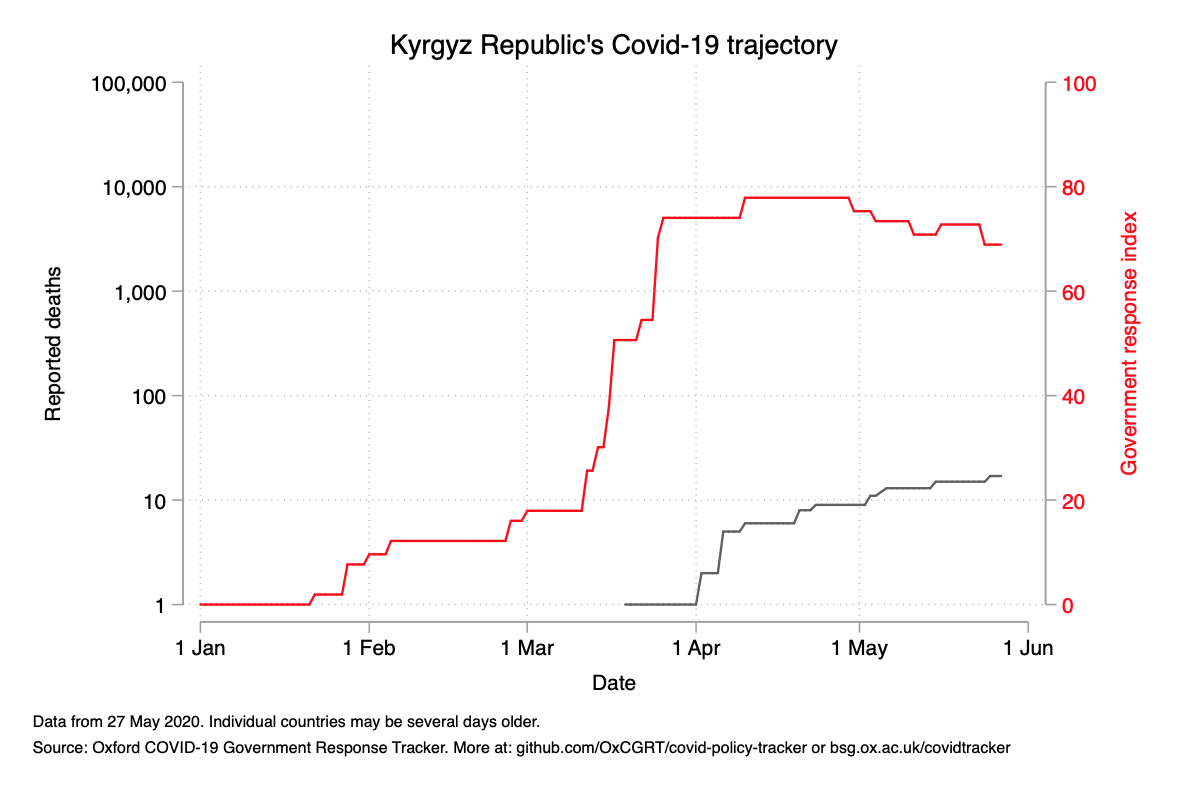 Kyrgyz Republic's Covid-19 trajectory
100,000
10,000
1,000
100
10
1
Reported deaths
100
80
60
40
20
0
Government response index
1 Jan
1 Feb
1 Mar
1 Apr
1 May
1 Jun
Date
Data from 27 May 2020. Individual countries may be several days older.
Source: Oxford COVID-19 Government Response Tracker. More at: github.com/OxCGRT/covid-policy-tracker or bsg.ox.ac.uk/covidtracker